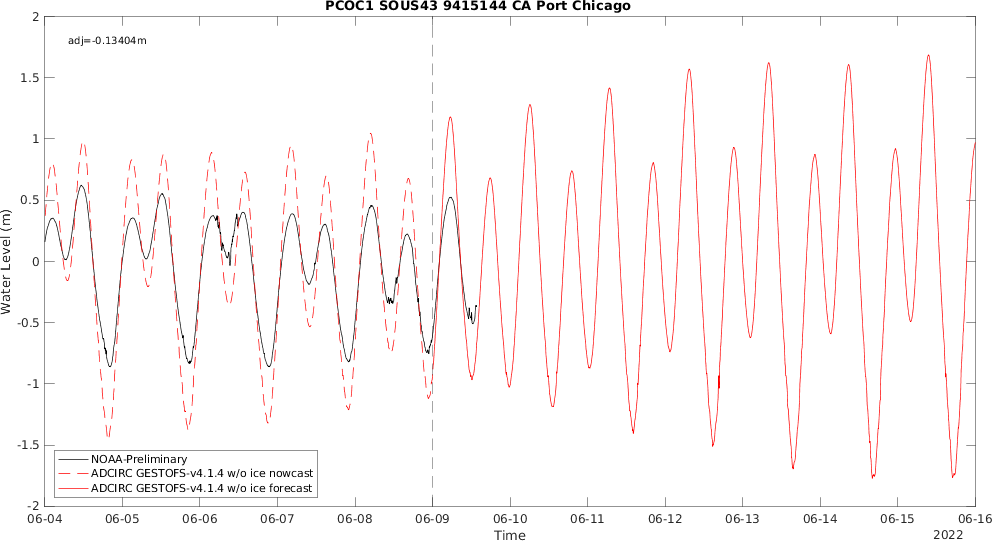 PCOC1 SOUS43 9415144 CA Port Chicago
adj=-0.13404m
2
1.5
1
0.5
0
-0.5
-1
-1.5
-2
Water Level (m)
NOAA-Preliminary
ADCIRC GESTOFS-v4.1.4 w/o ice nowcast
ADCIRC GESTOFS-v4.1.4 w/o ice forecast
06-04 06-05 06-06 06-07 06-08 06-09 06-10 06-11 06-12 06-13 06-14 06-15 06-16
Time
2022